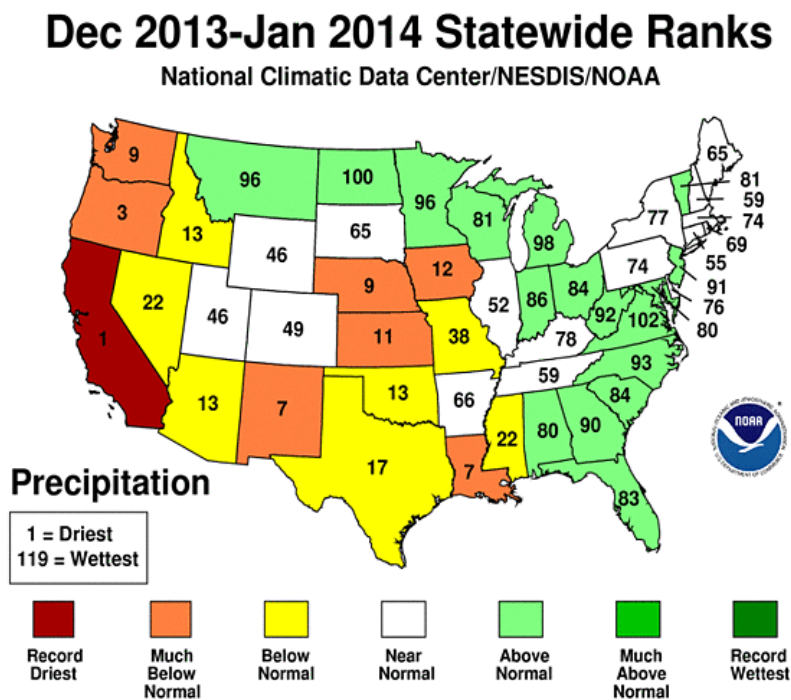 Dec 2013-Jan 2014 Statewide Ranks
National Climatic Data Center/NESDIS/NOAA
9
96
100
96
65
3
13
46
65
81
98
77
81
59
74
69
55
91
76
80
22
46
49
9
12
52
86
84
74
92
102
1
11
38
78
93
13
7
13
66
59
84
17
7
22
80
90
83
NOAA
Precipitation
1 = Driest
119 = Wettest
Record
Driest
Much
Below
Normal
Below
Normal
Near
Normal
Above
Normal
Much
Above
Normal
Record
Wettest